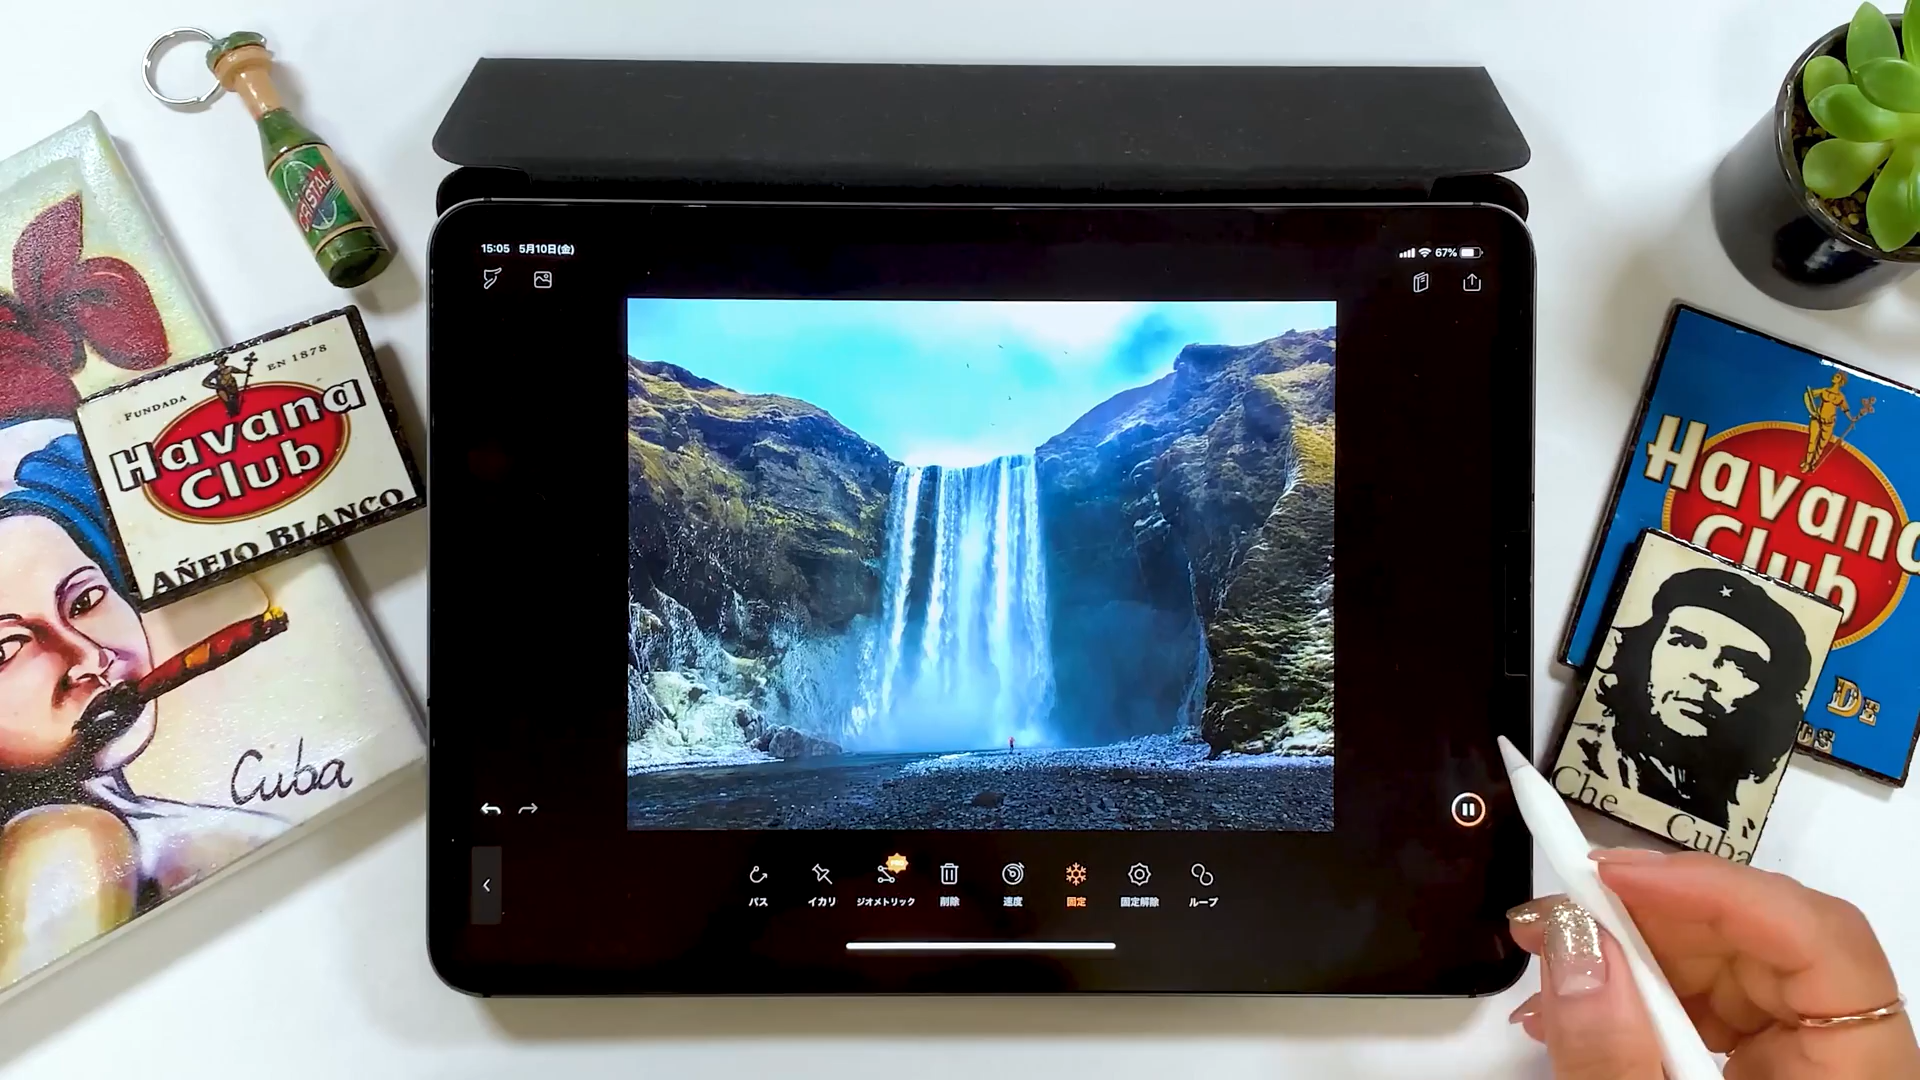 CRISTAL
FUNDADA
EN 1878
Havana
Club
AÑEJO BLANCO
Cuba
15:05 5月10日(金)
67%
パス
イカリ
PRO
ジオメトリック
削除
速度
固定
固定解除
ループ
Havana
Club
DE
Che
Cuba